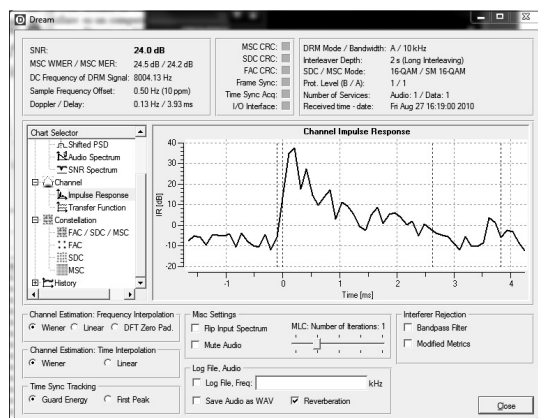 Dream
SNR: 24.0 dB
MSC WMER / MSC MER: 24.5 dB / 24.2 dB
DC Frequency of DRM Signal: 8004.13 Hz
Sample Frequency Offset: 0.50 Hz (10 ppm)
Doppler / Delay: 0.13 Hz / 3.93 ms
MSC CRC:
SDC CRC:
FAC CRC:
Frame Sync:
Time Sync Acq:
I/O Interface:
DRM Mode / Bandwidth: A / 10 kHz
Interleaver Depth: 2 s (Long Interleaving)
SDC / MSC Mode: 16-QAM / SM 16-QAM
Prot. Level (B / A): 1 / 1
Number of Services: Audio: 1 / Data: 1
Received time - date: Fri Aug 27 16:19:00 2010
Chart Selector
Shifted PSD
Audio Spectrum
SNR Spectrum
Channel
Impulse Response
Transfer Function
Constellation
FAC / SDC / MSC
FAC
SDC
MSC
History
Channel Impulse Response
IR [dB]
40
30
20
10
0
-10
-20
-1 0 1 2 3 4
Time [ms]
Channel Estimation: Frequency Interpolation
Wiener Linear DFT Zero Pad.
Channel Estimation: Time Interpolation
Wiener Linear
Time Sync Tracking
Guard Energy First Peak
Misc Settings
Flip Input Spectrum
Mute Audio
MLC: Number of Iterations: 1
Log File, Audio
Log File, Freq: kHz
Save Audio as WAV Reverberation
Interferer Rejection
Bandpass Filter
Modified Metrics
Close